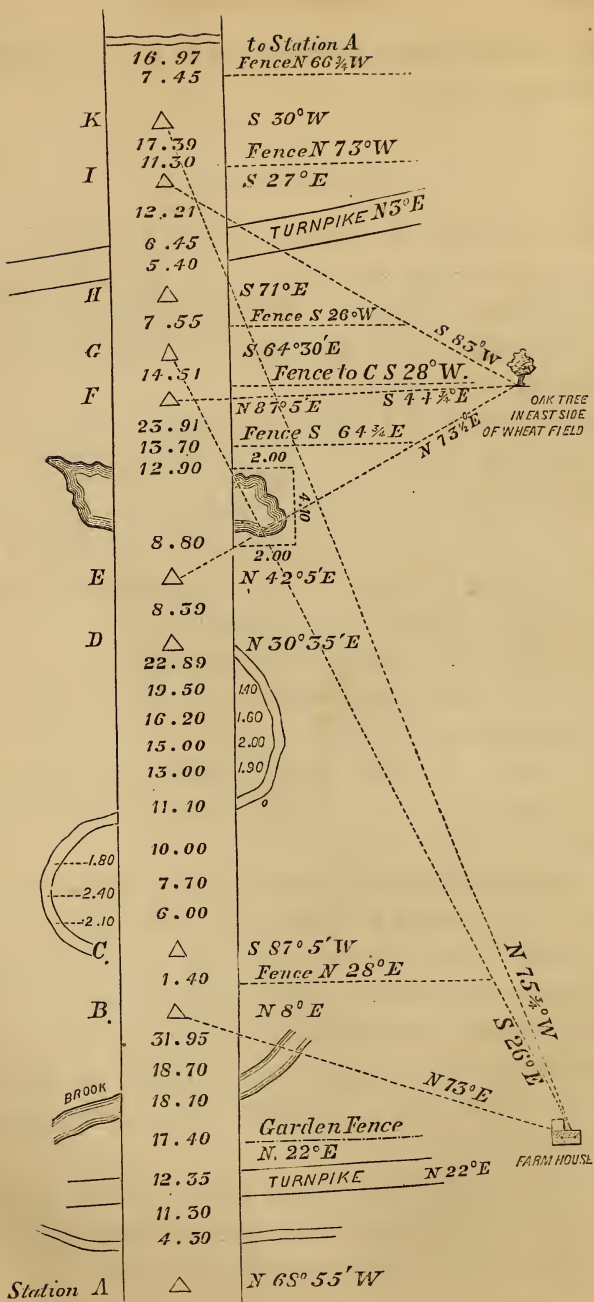 to Station A
16.97 Fence N 66¾ W
7.45
K S 30° W
17.39
11.30 Fence N 73° W
I S 27° E
12.21
TURNPIKE N 3° E
6.45
5.40
H S 71° E
7.55 Fence S 26° W
S 83° W
G S 64° 30′ E
14.51 Fence to C S 28° W.
F N 87° 5′ E S 44¾° E
OAK TREE
IN EAST SIDE
OF WHEAT FIELD
23.91
13.70 Fence S 64¾ E N 73½° E
12.90 2.00
4.10
8.80
2.00
E N 42° 5′ E
8.39
D N 30° 35′ E
22.89
19.50 1.40
16.20 1.60
15.00 2.00
13.00 1.90
11.10
10.00
1.80
7.70
2.40
6.00
2.10
C. S 87° 5′ W
1.40 Fence N 28° E
N 75¾° W
S 26° E
B. N 8° E
31.95
18.70 N 73° E
BROOK 18.10
17.40 Garden Fence
N. 22° E
FARM HOUSE
12.35 TURNPIKE N 22° E
11.30
4.30
Station A N 68° 55′ W